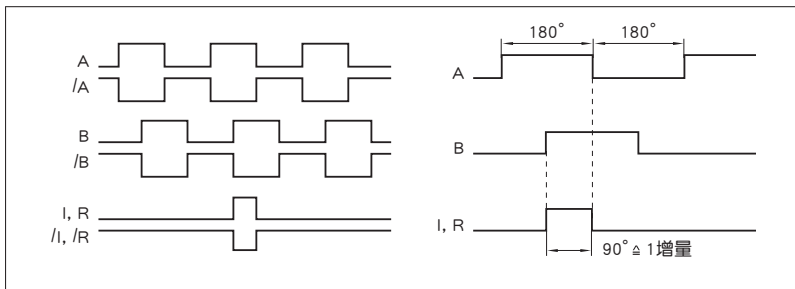 A
/A
B
/B
I, R
/I, /R
180° 180°
A
B
I, R
90° ≙ 1增量